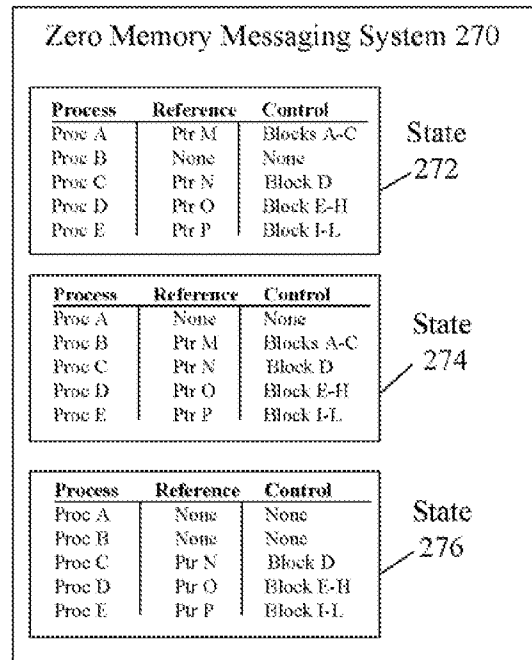 Zero Memory Messaging System 270
Process Reference Control
Proc A Ptr M Blocks A-C
Proc B None None
Proc C Ptr N Block D
Proc D Ptr O Block E-H
Proc E Ptr P Block I-L
State
272
Process Reference Control
Proc A None None
Proc B Ptr M Blocks A-C
Proc C Ptr N Block D
Proc D Ptr O Block E-H
Proc E Ptr P Block I-L
State
274
Process Reference Control
Proc A None None
Proc B None None
Proc C Ptr N Block D
Proc D Ptr O Block E-H
Proc E Ptr P Block I-L
State
276